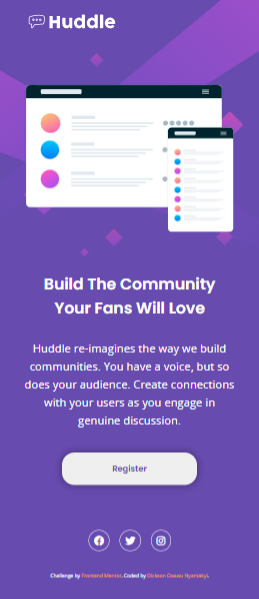 Huddle
Build The Community
Your Fans Will Love
Huddle re-imagines the way we build
communities. You have a voice, but so
does your audience. Create connections
with your users as you engage in
genuine discussion.
Register
Challenge by Frontend Mentor. Coded by Dickson Owusu Nyamekyi.